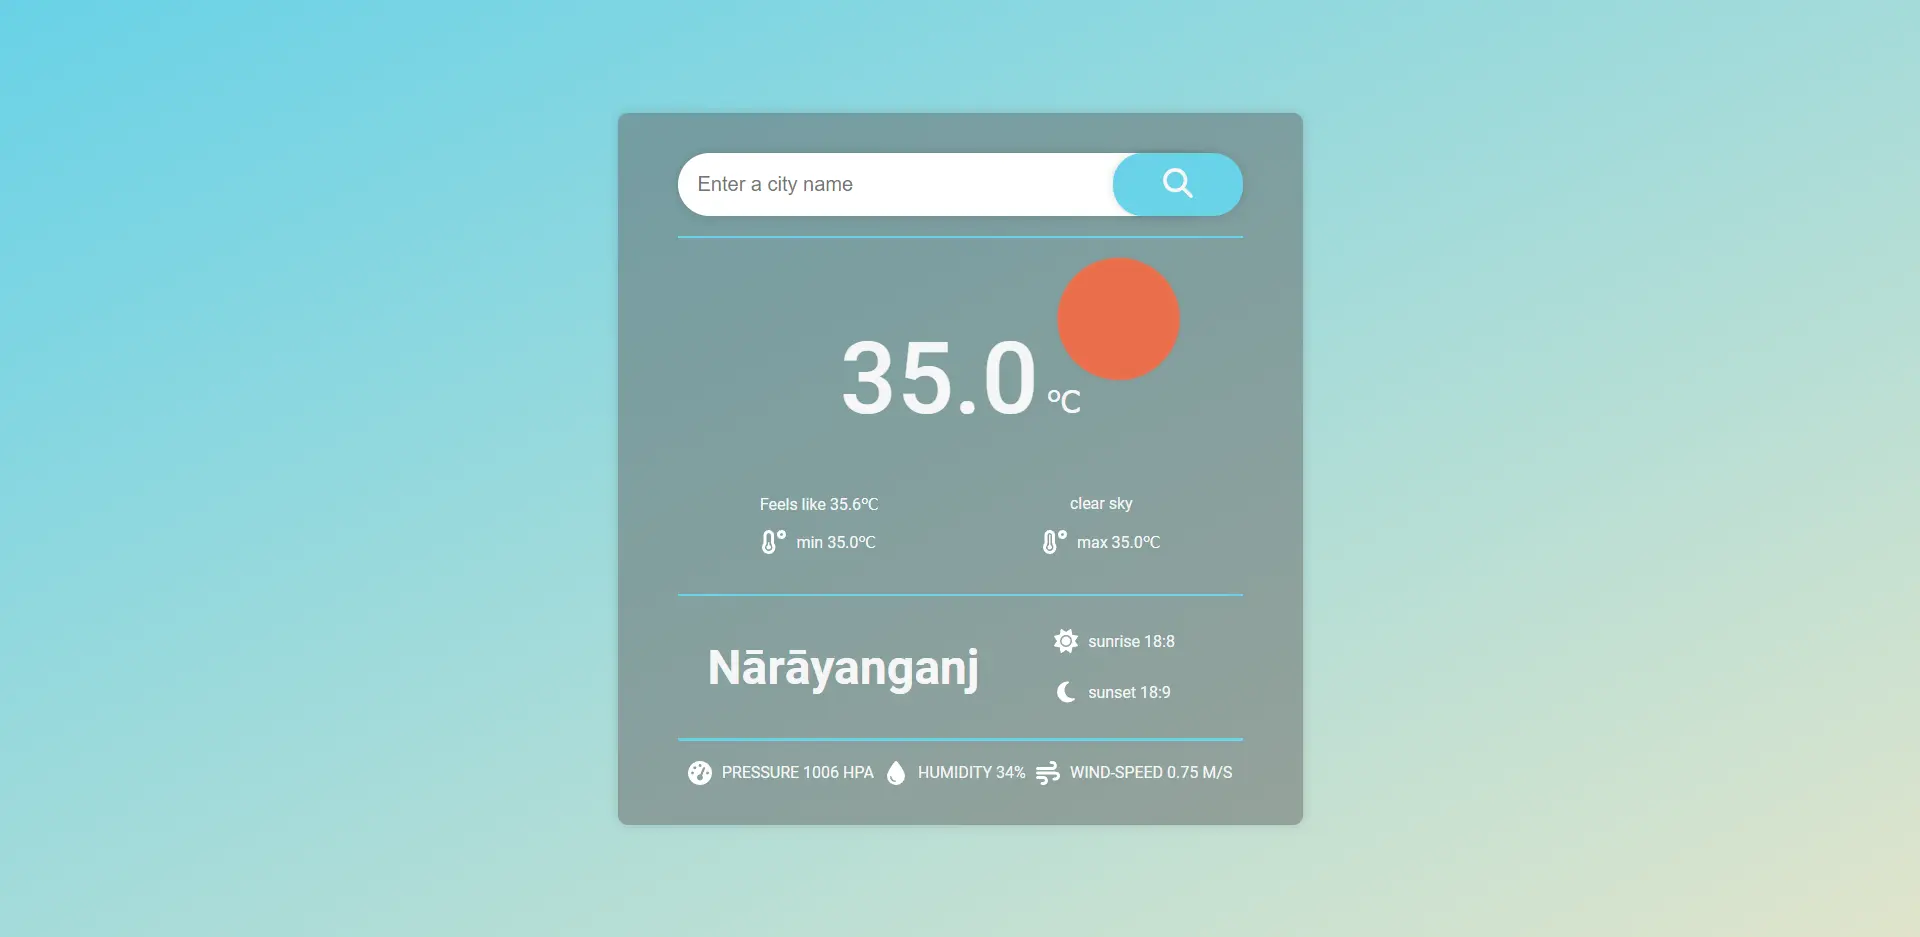 Enter a city name
35.0 °C
Feels like 35.6°C
clear sky
min 35.0°C
max 35.0°C
Nārāyanganj
sunrise 18:8
sunset 18:9
PRESSURE 1006 HPA HUMIDITY 34% WIND-SPEED 0.75 M/S